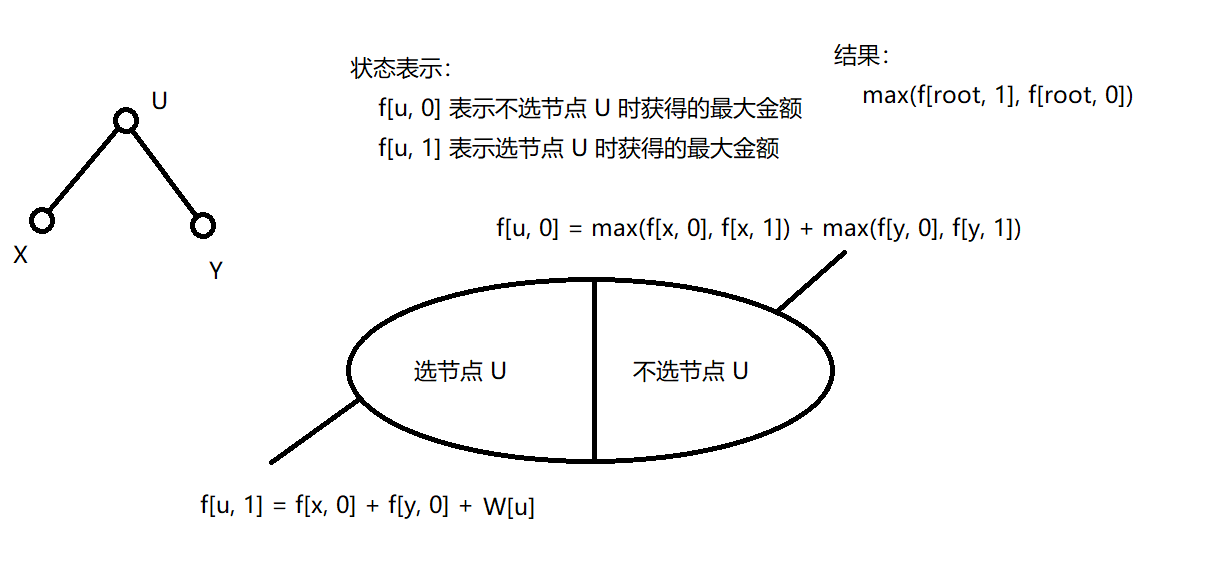 U
X
Y
状态表示：
f[u, 0] 表示不选节点 U 时获得的最大金额
f[u, 1] 表示选节点 U 时获得的最大金额
结果：
max(f[root, 1], f[root, 0])
f[u, 0] = max(f[x, 0], f[x, 1]) + max(f[y, 0], f[y, 1])
选节点 U
不选节点 U
f[u, 1] = f[x, 0] + f[y, 0] + W[u]